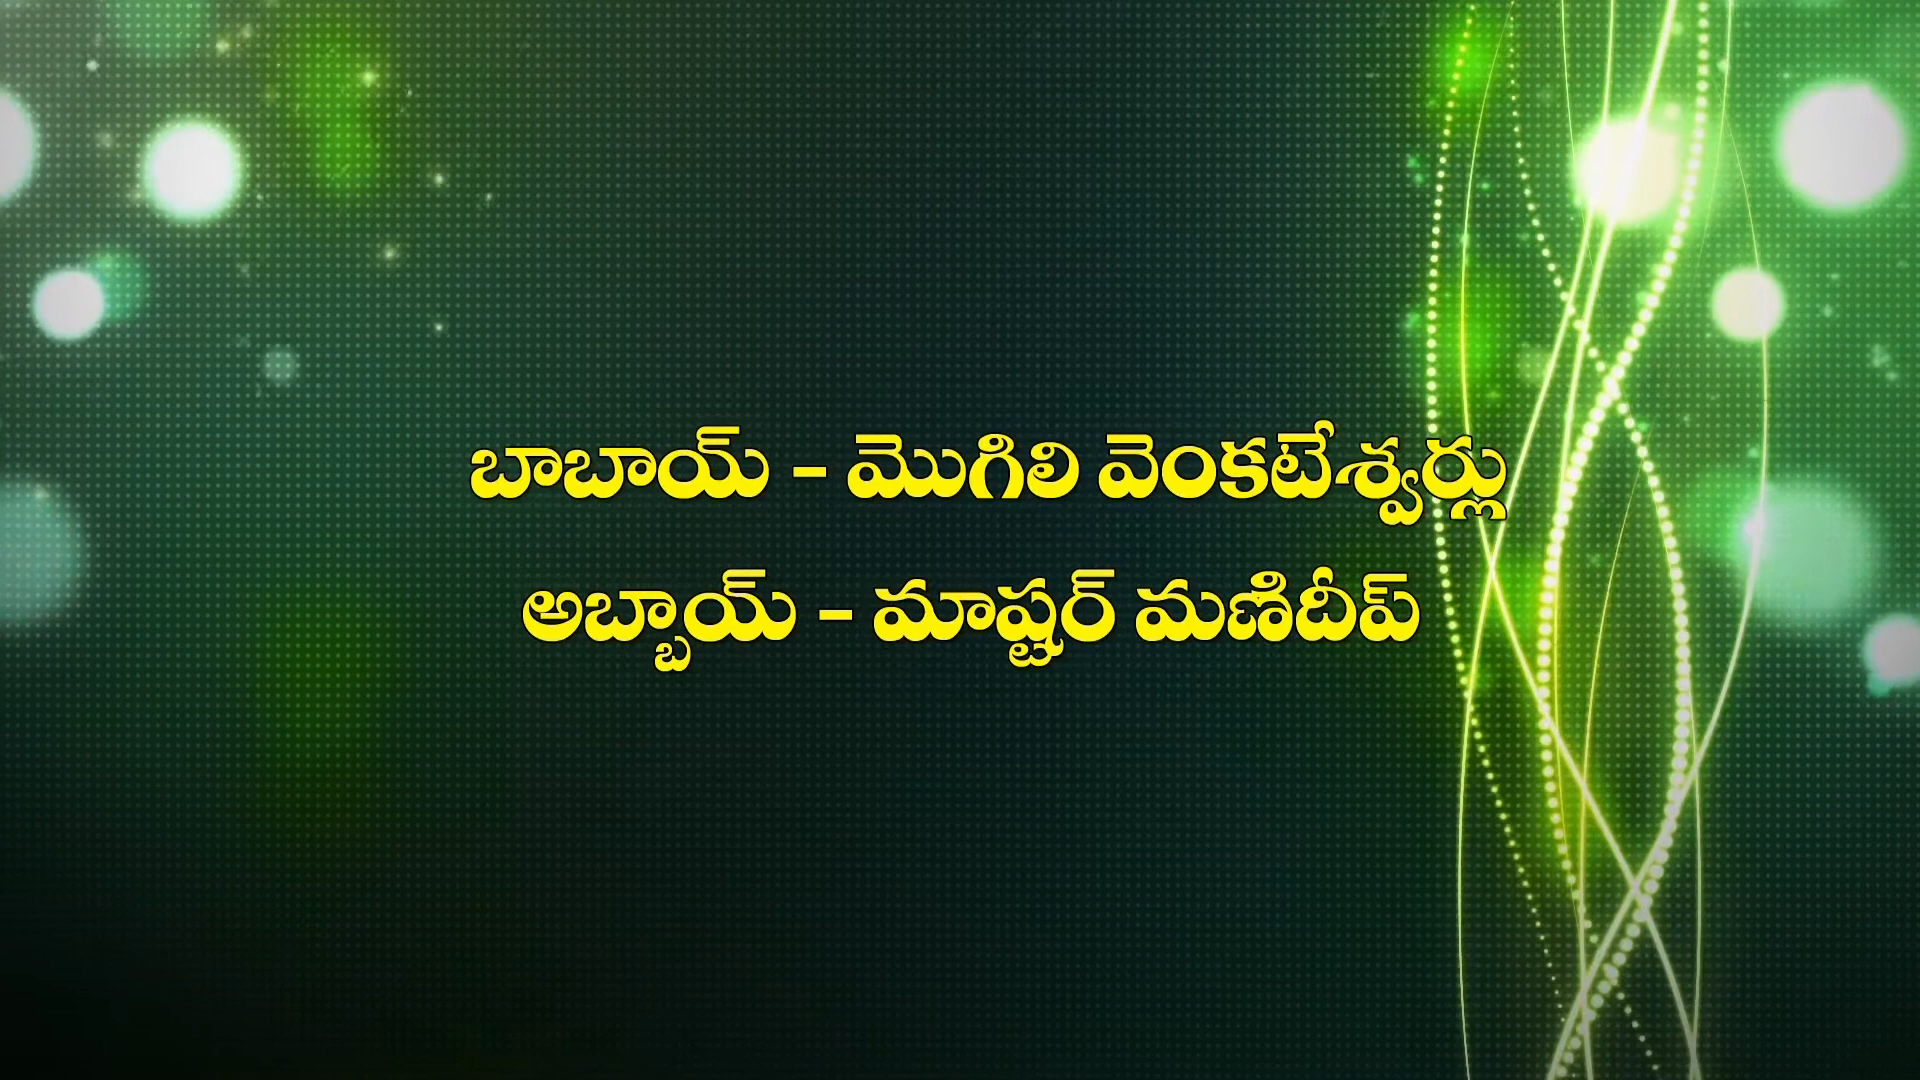 బాబాయ్ - మొగిలి వెంకటేశ్వర్లు
అబ్బాయ్ - మాష్టర్ మణిదీప్